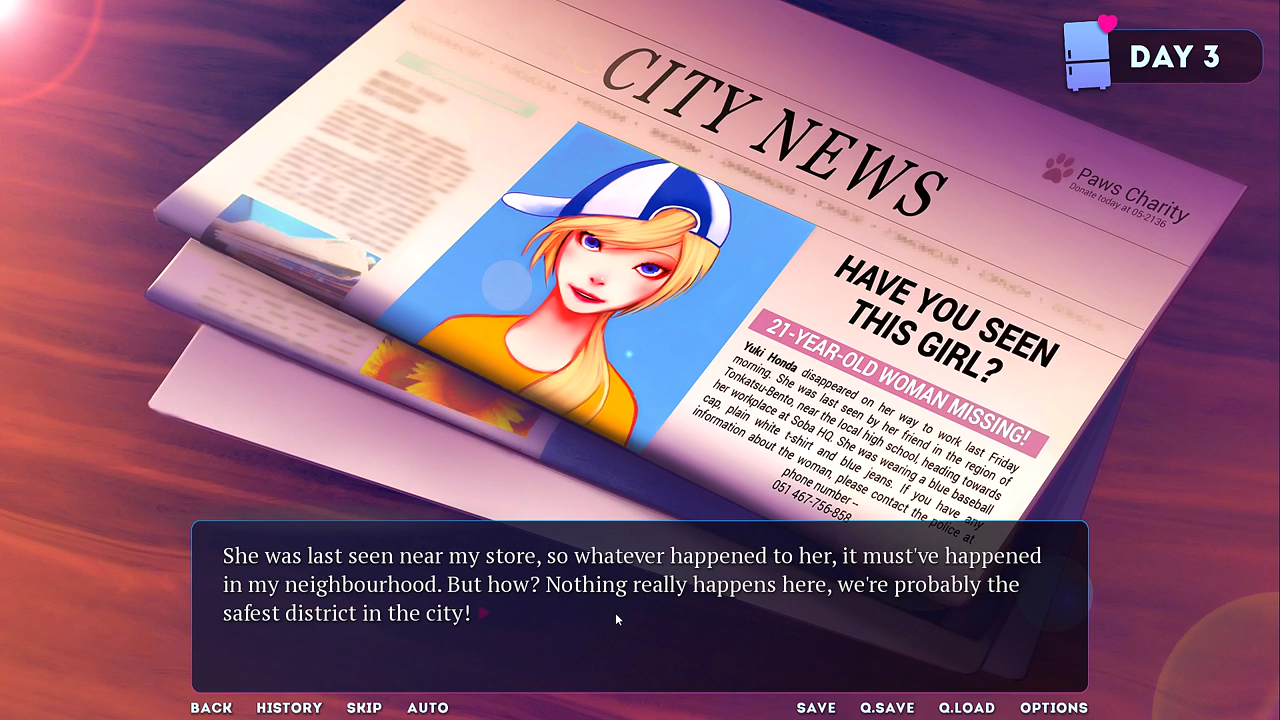 DAY 3
CITY NEWS
Paws Charity
Donate today at 05-2136
HAVE YOU SEEN
THIS GIRL?
21-YEAR-OLD WOMAN MISSING!
Yuki Honda disappeared on her way to work last Friday
morning. She was last seen by her friend in the region of
Tonkatsu-Bento, near the local high school, heading towards
her workplace at Soba HQ. She was wearing a blue baseball
cap, plain white t-shirt and blue jeans. If you have any
information about the woman, please contact the police at
phone number...
051 467-756-858
She was last seen near my store, so whatever happened to her, it must've happened
in my neighbourhood. But how? Nothing really happens here, we're probably the
safest district in the city!
BACK HISTORY SKIP AUTO SAVE Q.SAVE Q.LOAD OPTIONS